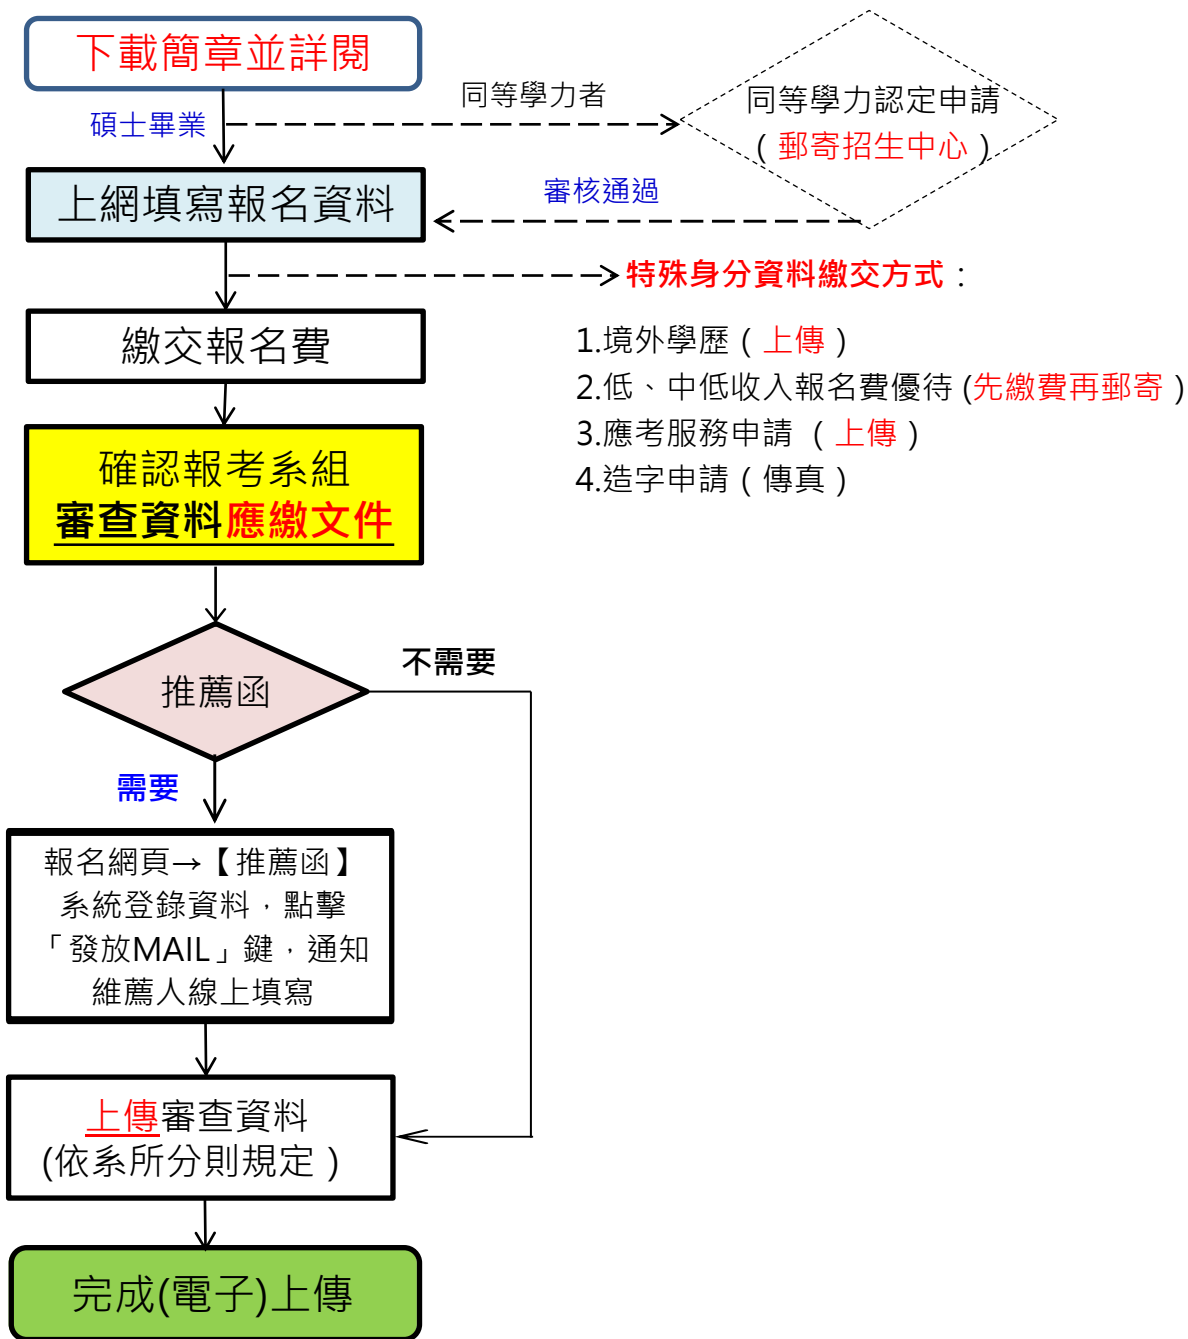 下載簡章並詳閱
碩士畢業
同等學力者
同等學力認定申請
（郵寄招生中心）
上網填寫報名資料
審核通過
特殊身分資料繳交方式：
1.境外學歷（上傳）
2.低、中低收入報名費優待(先繳費再郵寄）
3.應考服務申請 （上傳）
4.造字申請（傳真）
繳交報名費
確認報考系組
審查資料應繳文件
推薦函
不需要
需要
報名網頁→【推薦函】
系統登錄資料，點擊
「發放MAIL」鍵，通知
維薦人線上填寫
上傳審查資料
(依系所分則規定）
完成(電子)上傳